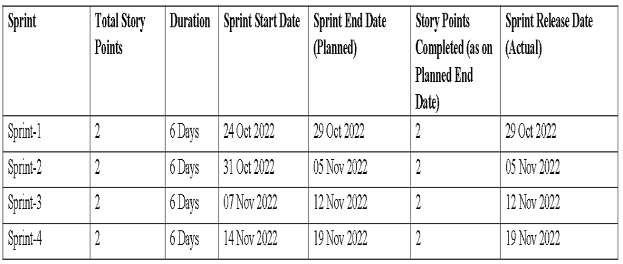 Sprint Total Story Points Duration Sprint Start Date Sprint End Date (Planned) Story Points Completed (as on Planned End Date) Sprint Release Date (Actual)
Sprint-1 2 6 Days 24 Oct 2022 29 Oct 2022 2 29 Oct 2022
Sprint-2 2 6 Days 31 Oct 2022 05 Nov 2022 2 05 Nov 2022
Sprint-3 2 6 Days 07 Nov 2022 12 Nov 2022 2 12 Nov 2022
Sprint-4 2 6 Days 14 Nov 2022 19 Nov 2022 2 19 Nov 2022